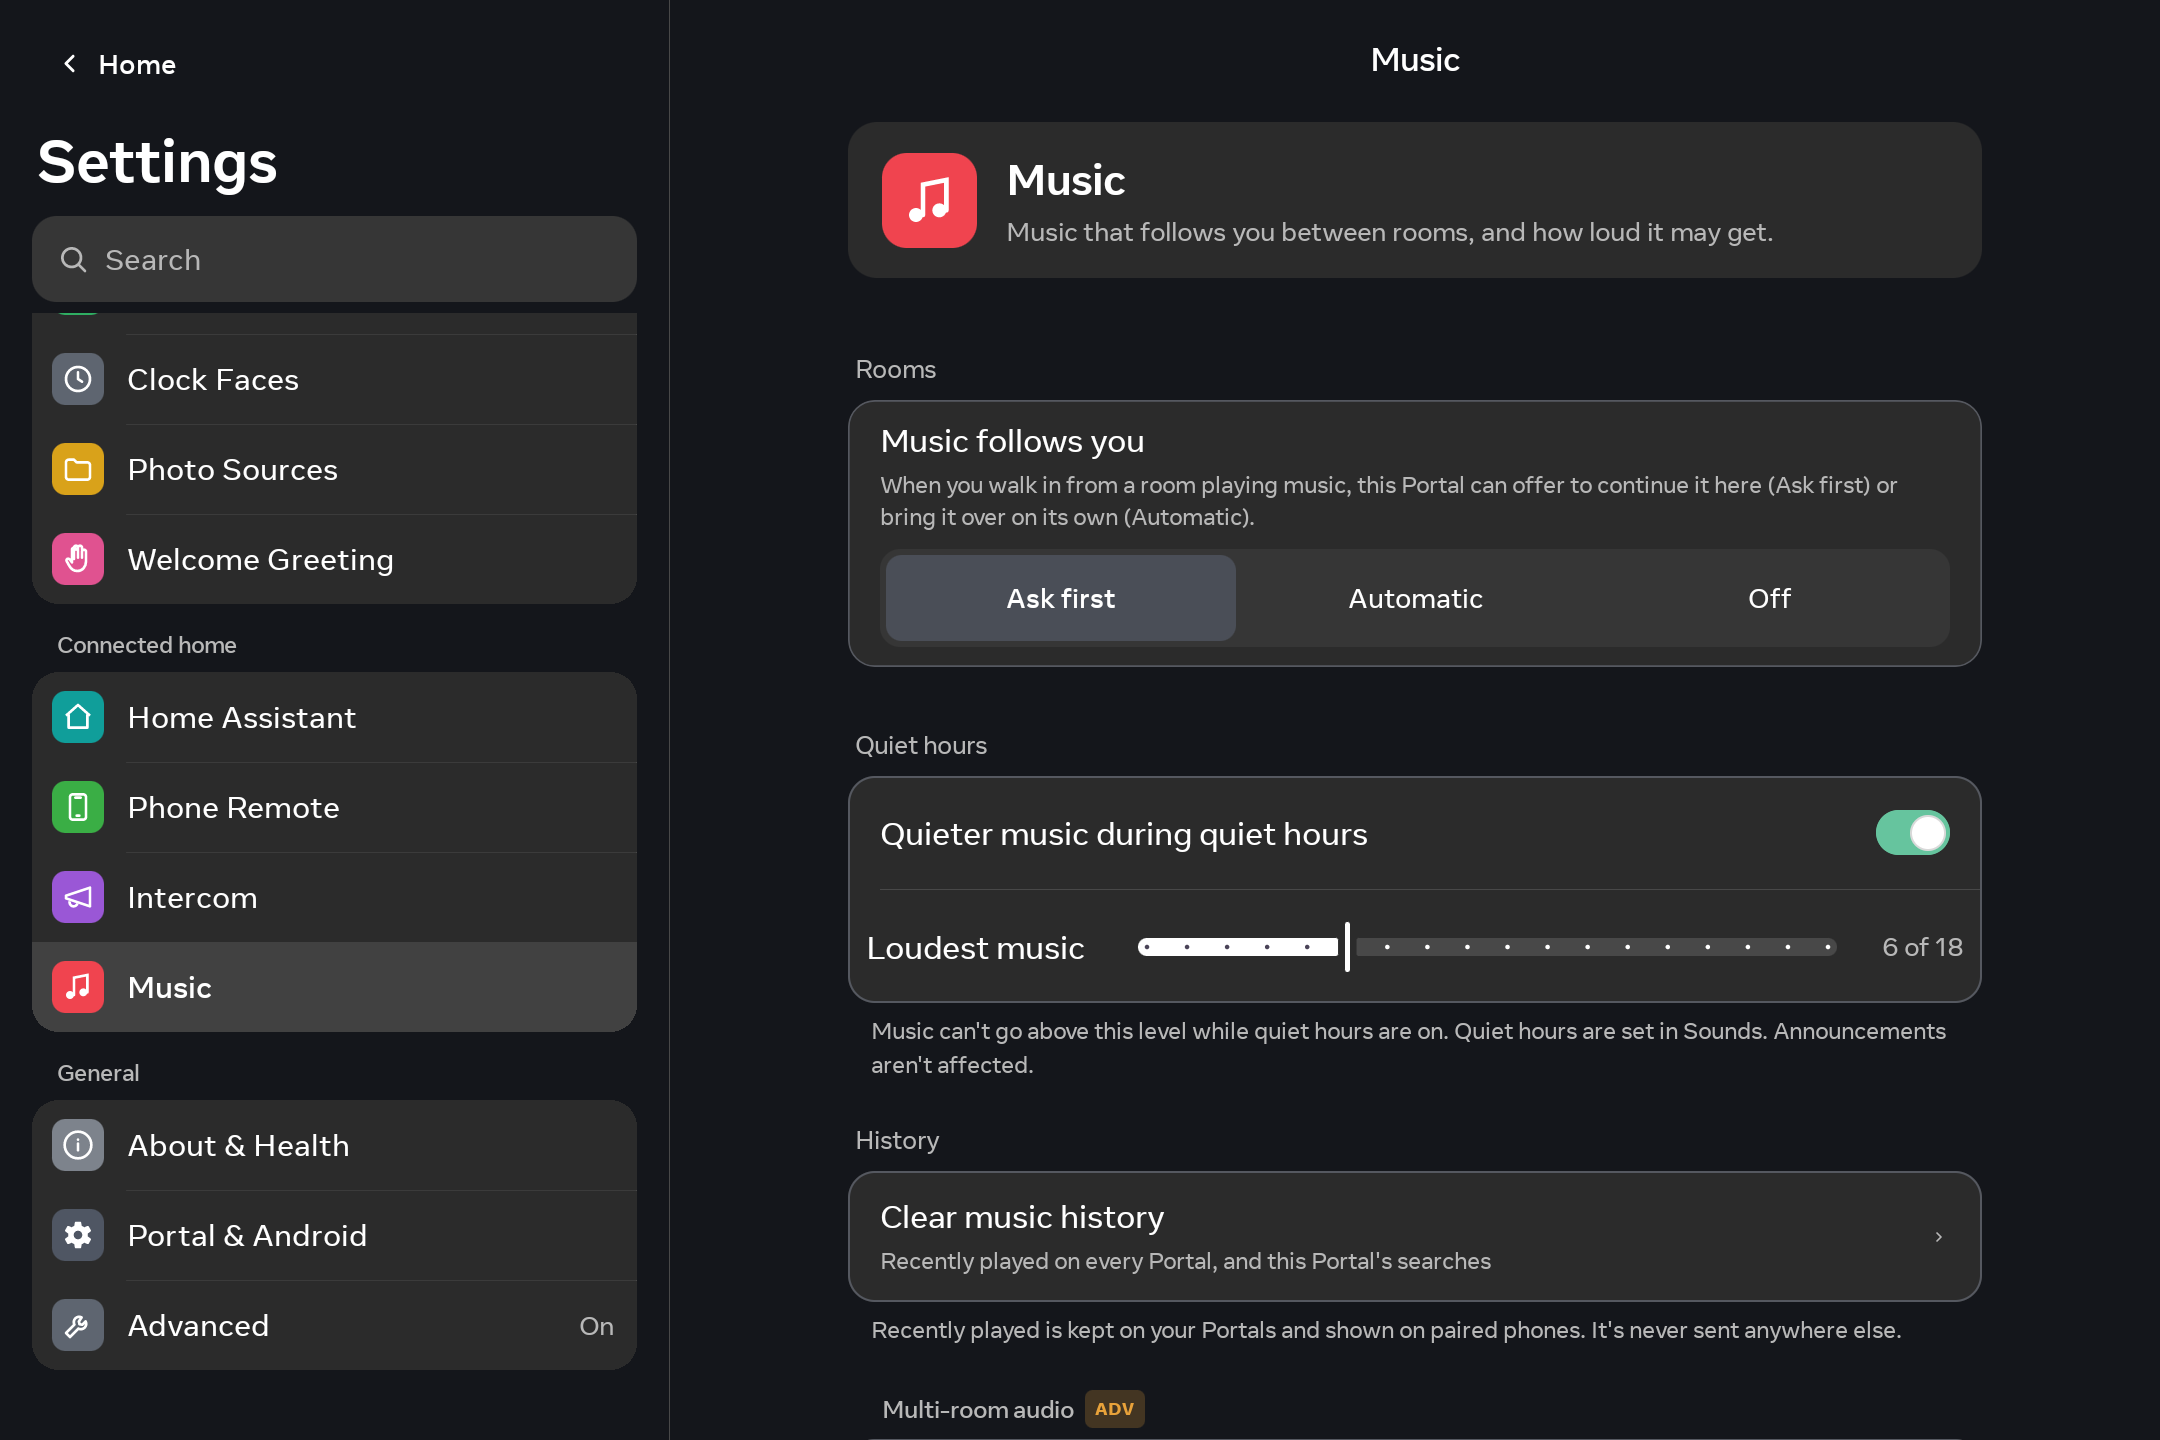 Home
Settings
Search
Clock Faces
Photo Sources
Welcome Greeting
Connected home
Home Assistant
Phone Remote
Intercom
Music
General
About & Health
Portal & Android
Advanced On
Music
Music
Music that follows you between rooms, and how loud it may get.
Rooms
Music follows you
When you walk in from a room playing music, this Portal can offer to continue it here (Ask first) or
bring it over on its own (Automatic).
Ask first Automatic Off
Quiet hours
Quieter music during quiet hours
Loudest music 6 of 18
Music can't go above this level while quiet hours are on. Quiet hours are set in Sounds. Announcements
aren't affected.
History
Clear music history
Recently played on every Portal, and this Portal's searches
Recently played is kept on your Portals and shown on paired phones. It's never sent anywhere else.
Multi-room audio ADV